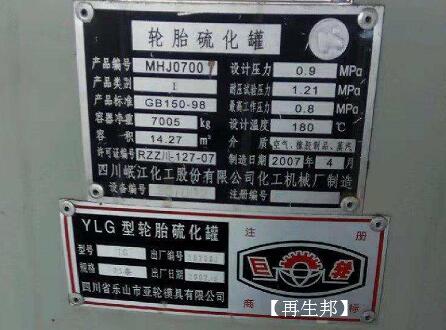 轮胎硫化罐
产品编号 MHJ0700 设计压力 0.9 MPa
产品类别 I 耐压试验压力 1.21 MPa
产品标准 GB150-98 最高工作压力 0.8 MPa
容器净重 7005 kg 设计温度 180 ℃
容积 14.27 m³ 介质 空气、橡胶制品、蒸汽
许可证编号 RZZ川-127-07 制造日期 2007 年 4 月
四川岷江化工股份有限公司化工机械厂制造
设备编号 注册编号
YLG型轮胎硫化罐 注册
型号 出厂编号
规格 出厂日期
四川省乐山市亚轮模具有限公司 商标
【再生邦】